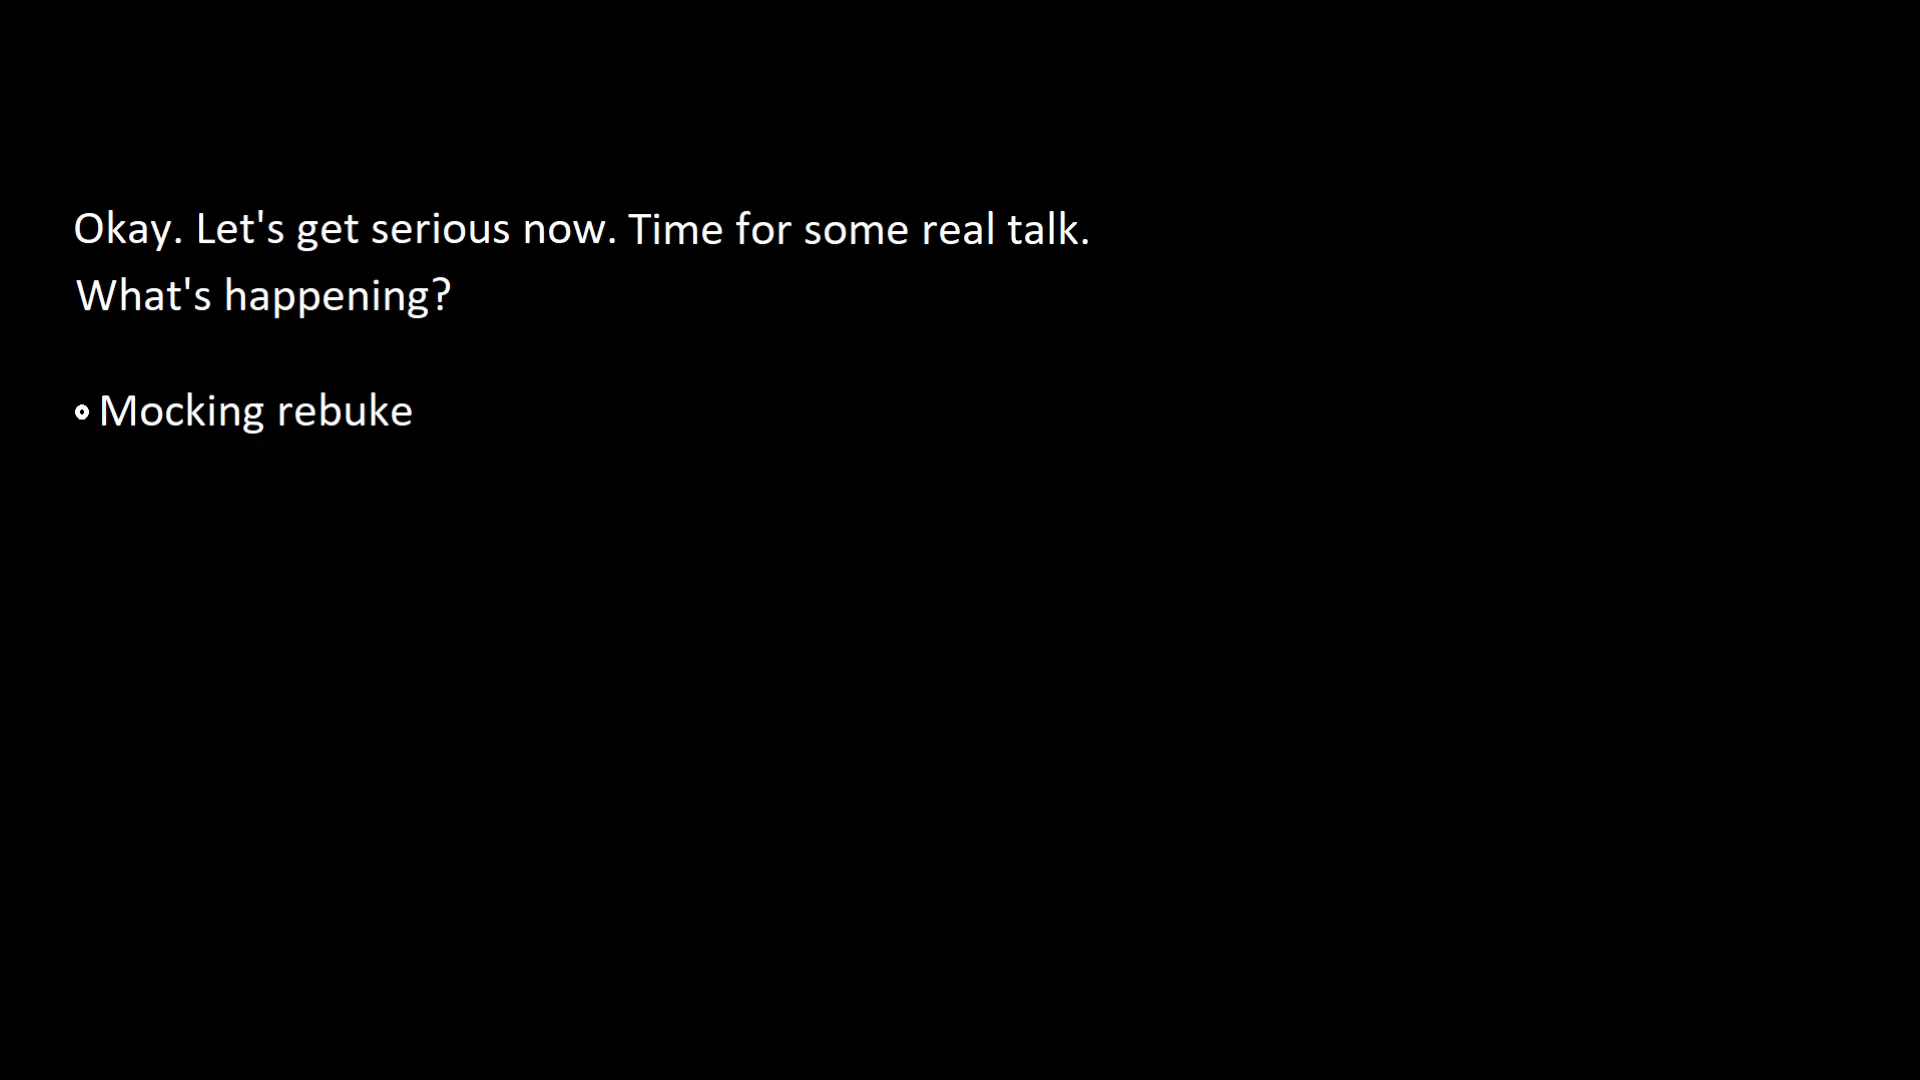 Okay. Let's get serious now. Time for some real talk.
What's happening?
Mocking rebuke